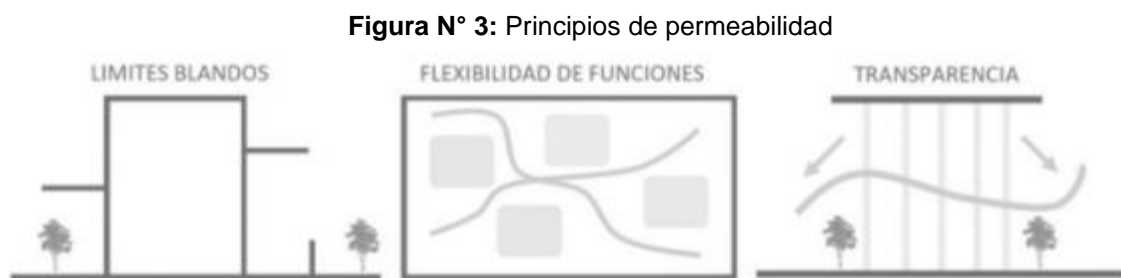 Figura N° 3: Principios de permeabilidad
LIMITES BLANDOS
FLEXIBILIDAD DE FUNCIONES
TRANSPARENCIA